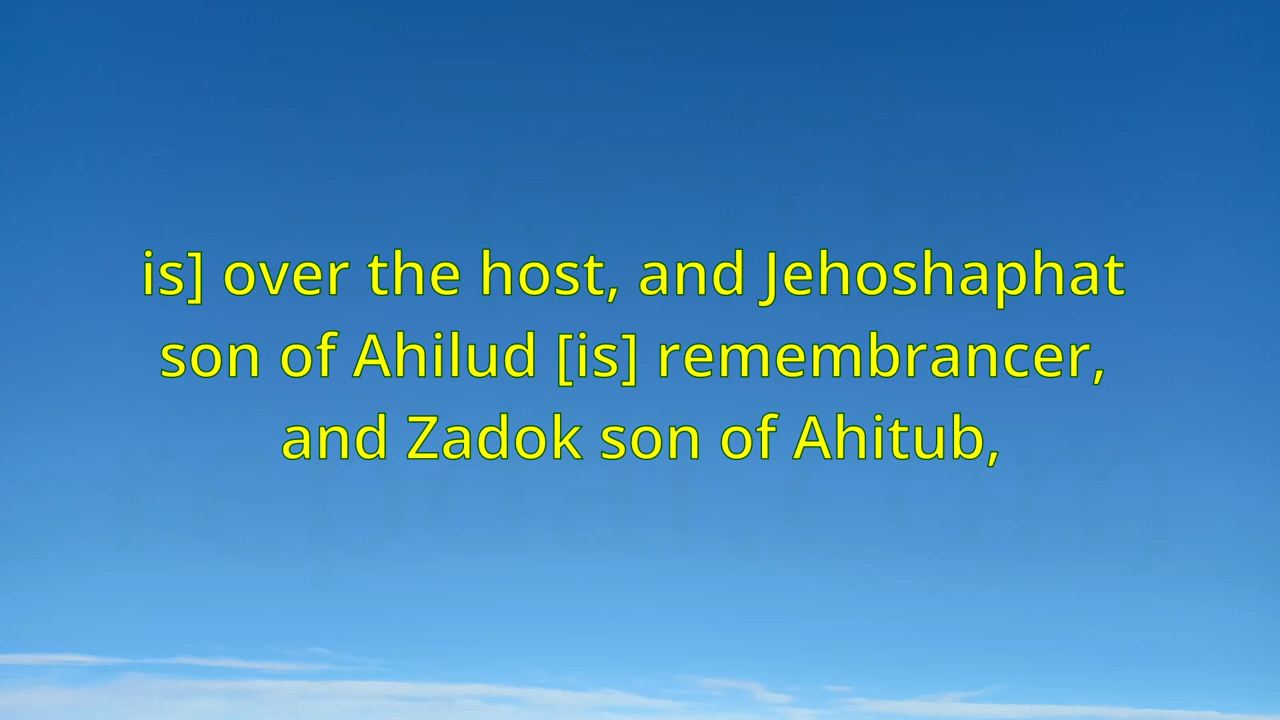 is] over the host, and Jehoshaphat
son of Ahilud [is] remembrancer,
and Zadok son of Ahitub,